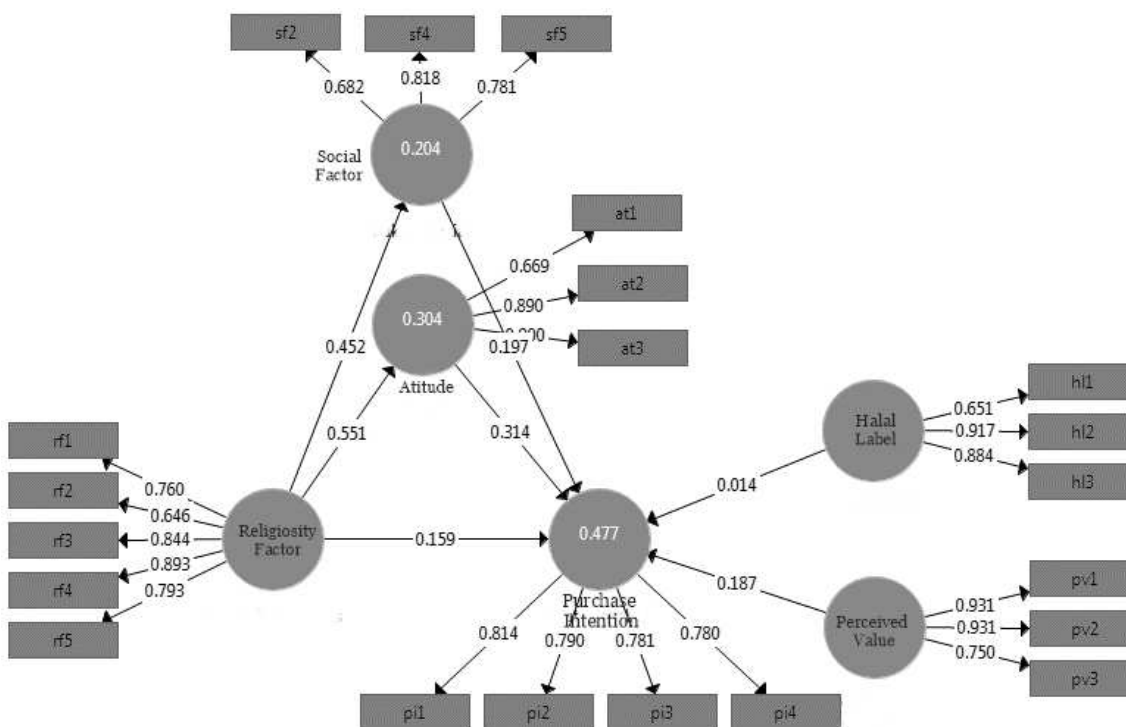 sf2
sf4
sf5
0.682
0.818
0.781
0.204
Social
Factor
at1
0.669
at2
0.890
0.304
at3
0.452
0.197
Atitude
hl1
0.651
Halal
Label
0.917
hl2
0.884
hl3
0.551
0.314
rf1
0.760
rf2
0.646
0.014
Religiosity
Factor
rf3
0.844
0.159
0.477
rf4
0.893
0.793
rf5
0.187
Purchase
Intention
Perceived
Value
pv1
0.931
pv2
0.931
0.750
pv3
0.814
0.790
0.781
0.780
pi1
pi2
pi3
pi4